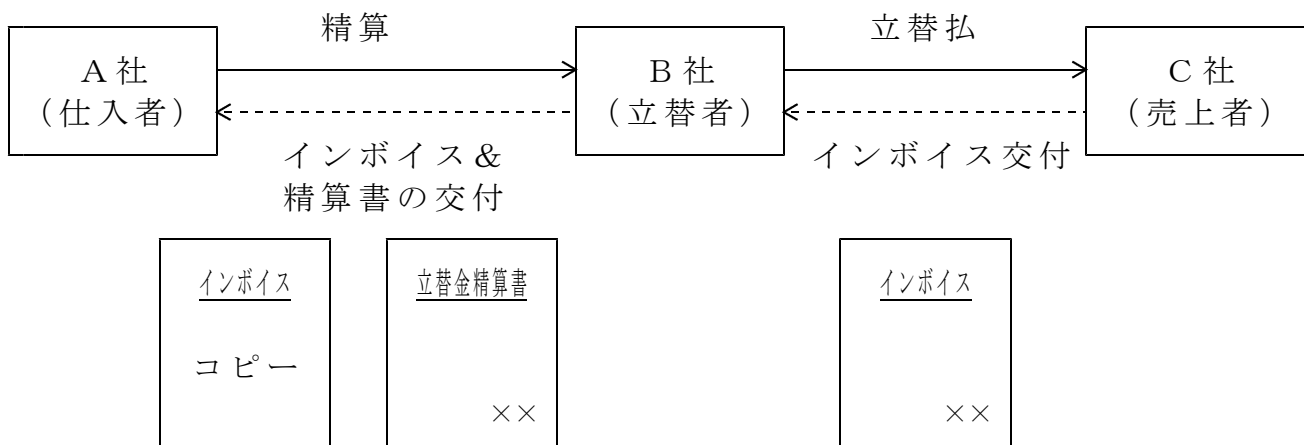 精算
立替払
A社
(仕入者)
B社
(立替者)
C社
(売上者)
インボイス&
精算書の交付
インボイス交付
インボイス
コピー
立替金精算書
××
インボイス
××